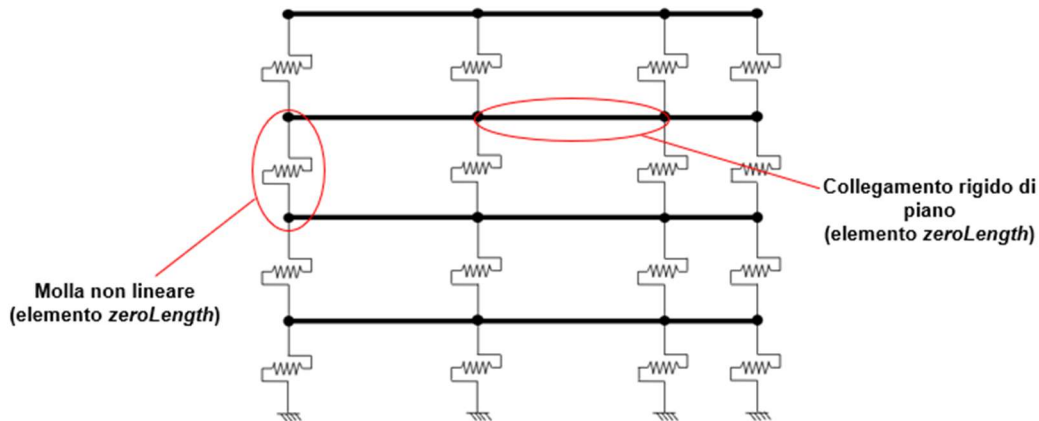 Collegamento rigido di
piano
(elemento zeroLength)
Molla non lineare
(elemento zeroLength)